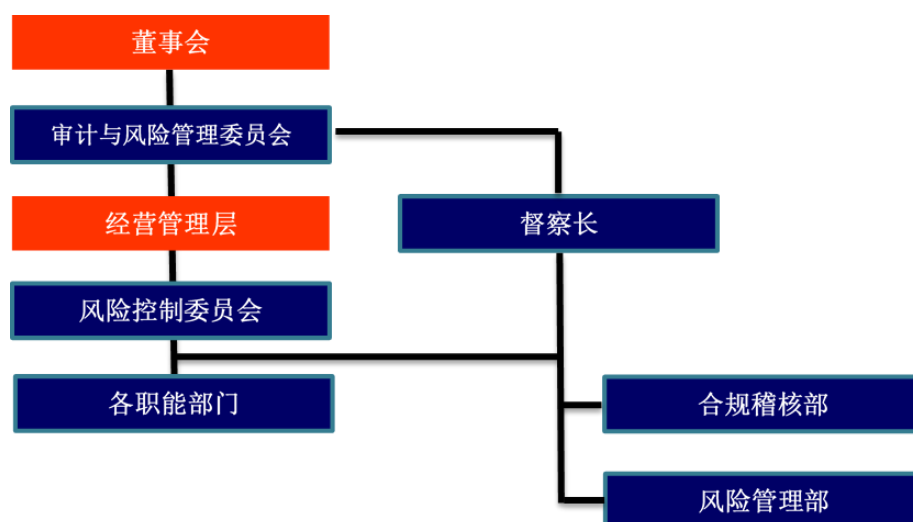 董事会
审计与风险管理委员会
经营管理层
督察长
风险控制委员会
各职能部门
合规稽核部
风险管理部